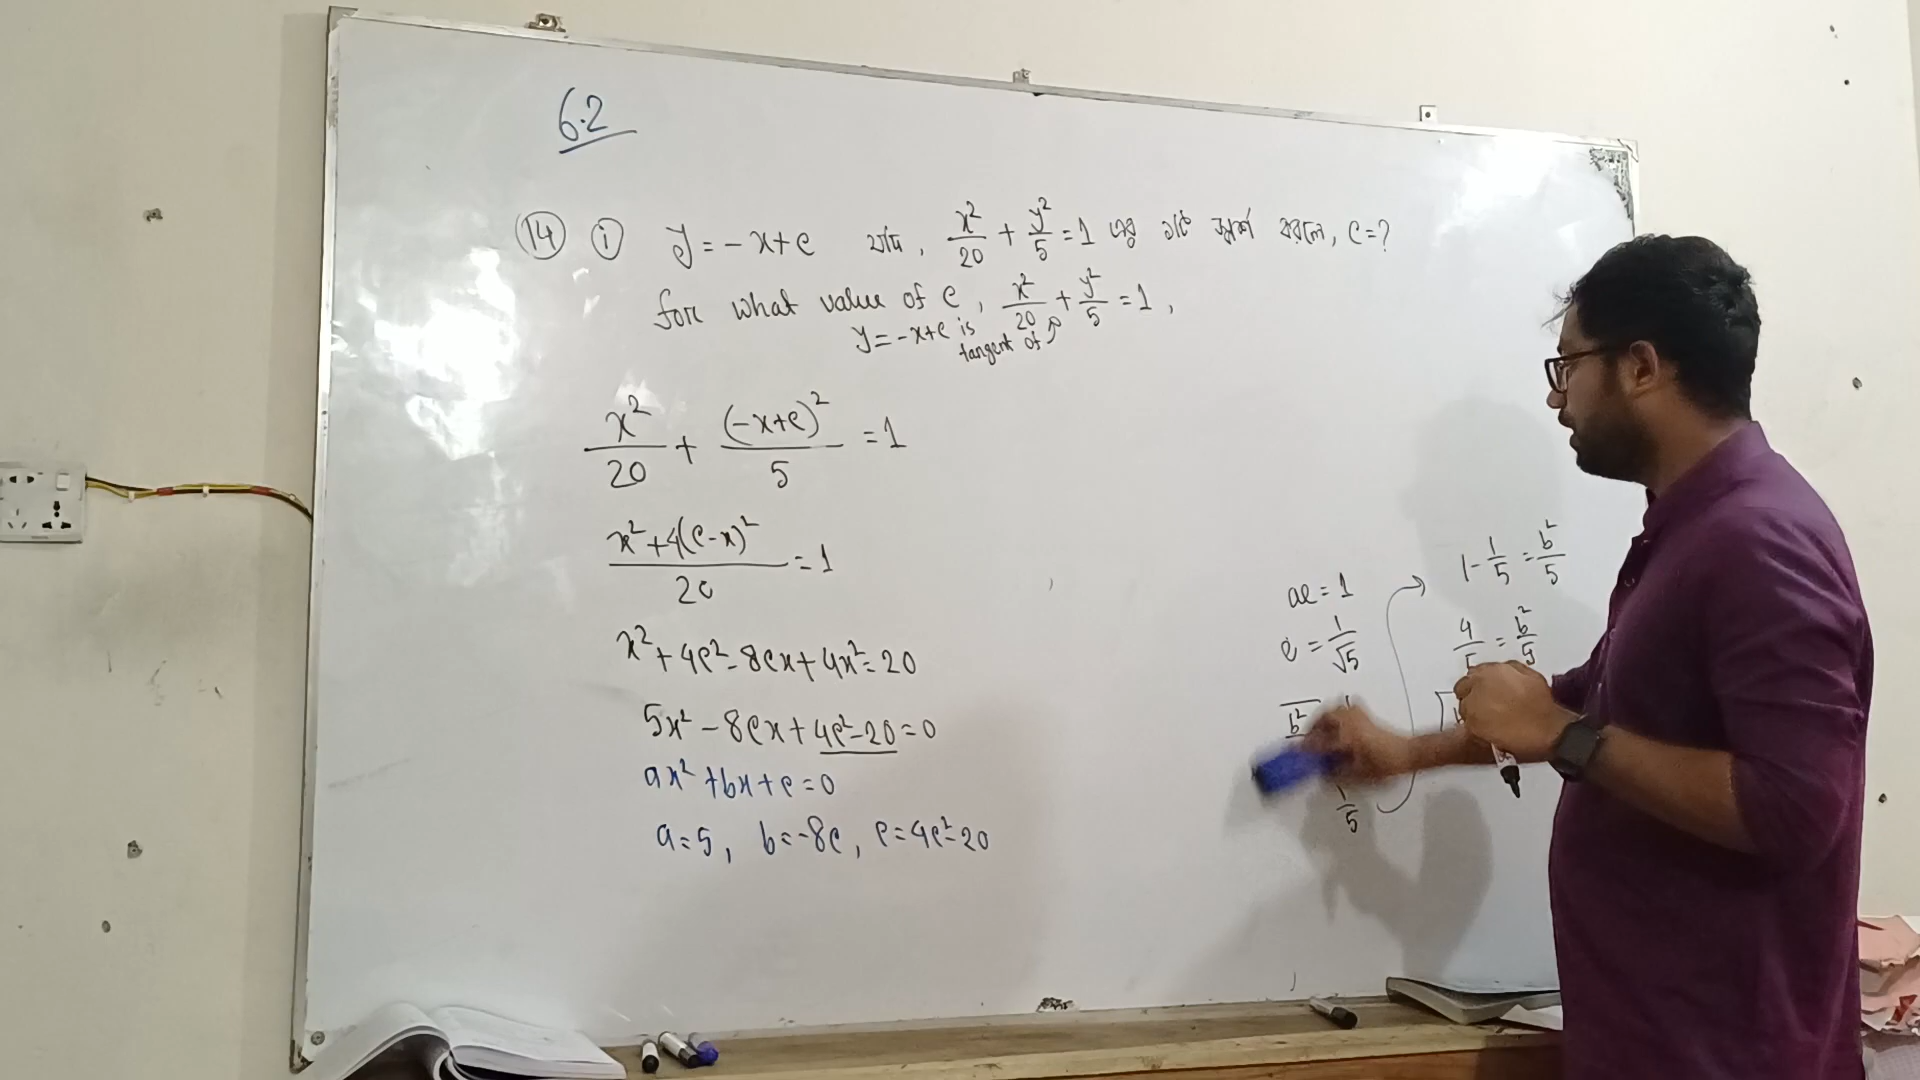 6.2
(14) (i) y = - x+c যদি, x²/20 + y²/5 = 1 এর স্পর্শ করলে, c=?
for what value of c, x²/20 + y²/5 = 1,
y = -x+c is tangent of
x²/20 + (-x+c)²/5 = 1
(x²+4(c-x)²)/20 = 1
x² + 4c² - 8cx + 4x² = 20
5x² - 8cx + 4c² - 20 = 0
ax² + bx + c = 0
a=5, b=-8c, c=4c²-20
ae = 1
e = 1/√5
b²
1/5
1 - 1/5 = b²/5
4/5 = b²/5